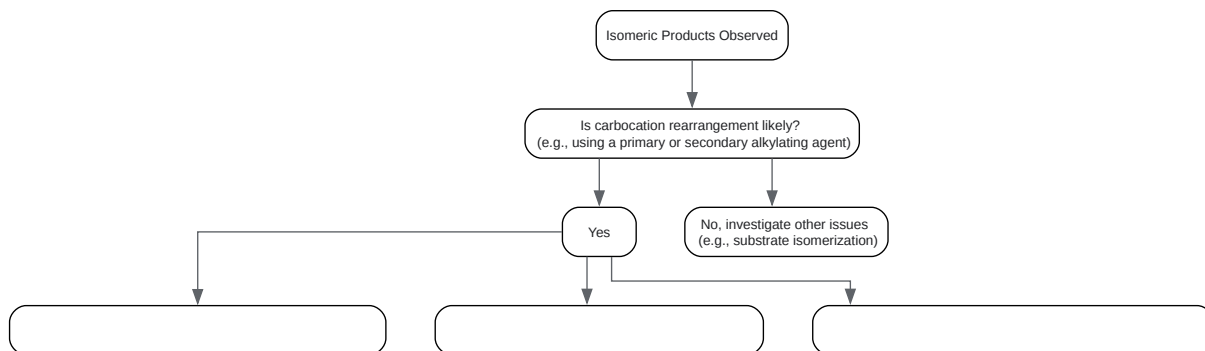 Isomeric Products Observed
Is carbocation rearrangement likely?
(e.g., using a primary or secondary alkylating agent)
Yes
No, investigate other issues
(e.g., substrate isomerization)